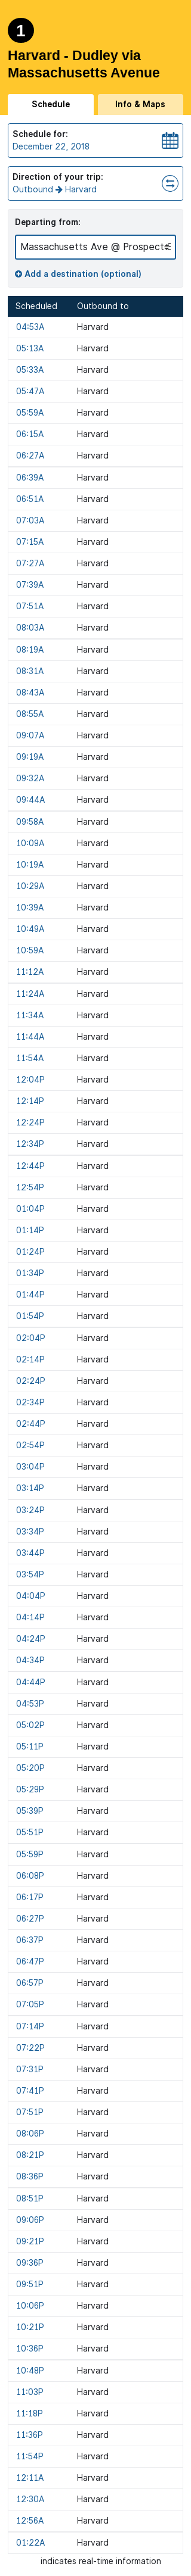 1
Harvard - Dudley via
Massachusetts Avenue
Schedule
Info & Maps
Schedule for:
December 22, 2018
Direction of your trip:
Outbound → Harvard
Departing from:
Massachusetts Ave @ Prospect
Add a destination (optional)
Scheduled Outbound to
04:53A Harvard
05:13A Harvard
05:33A Harvard
05:47A Harvard
05:59A Harvard
06:15A Harvard
06:27A Harvard
06:39A Harvard
06:51A Harvard
07:03A Harvard
07:15A Harvard
07:27A Harvard
07:39A Harvard
07:51A Harvard
08:03A Harvard
08:19A Harvard
08:31A Harvard
08:43A Harvard
08:55A Harvard
09:07A Harvard
09:19A Harvard
09:32A Harvard
09:44A Harvard
09:58A Harvard
10:09A Harvard
10:19A Harvard
10:29A Harvard
10:39A Harvard
10:49A Harvard
10:59A Harvard
11:12A Harvard
11:24A Harvard
11:34A Harvard
11:44A Harvard
11:54A Harvard
12:04P Harvard
12:14P Harvard
12:24P Harvard
12:34P Harvard
12:44P Harvard
12:54P Harvard
01:04P Harvard
01:14P Harvard
01:24P Harvard
01:34P Harvard
01:44P Harvard
01:54P Harvard
02:04P Harvard
02:14P Harvard
02:24P Harvard
02:34P Harvard
02:44P Harvard
02:54P Harvard
03:04P Harvard
03:14P Harvard
03:24P Harvard
03:34P Harvard
03:44P Harvard
03:54P Harvard
04:04P Harvard
04:14P Harvard
04:24P Harvard
04:34P Harvard
04:44P Harvard
04:53P Harvard
05:02P Harvard
05:11P Harvard
05:20P Harvard
05:29P Harvard
05:39P Harvard
05:51P Harvard
05:59P Harvard
06:08P Harvard
06:17P Harvard
06:27P Harvard
06:37P Harvard
06:47P Harvard
06:57P Harvard
07:05P Harvard
07:14P Harvard
07:22P Harvard
07:31P Harvard
07:41P Harvard
07:51P Harvard
08:06P Harvard
08:21P Harvard
08:36P Harvard
08:51P Harvard
09:06P Harvard
09:21P Harvard
09:36P Harvard
09:51P Harvard
10:06P Harvard
10:21P Harvard
10:36P Harvard
10:48P Harvard
11:03P Harvard
11:18P Harvard
11:36P Harvard
11:54P Harvard
12:11A Harvard
12:30A Harvard
12:56A Harvard
01:22A Harvard
indicates real-time information